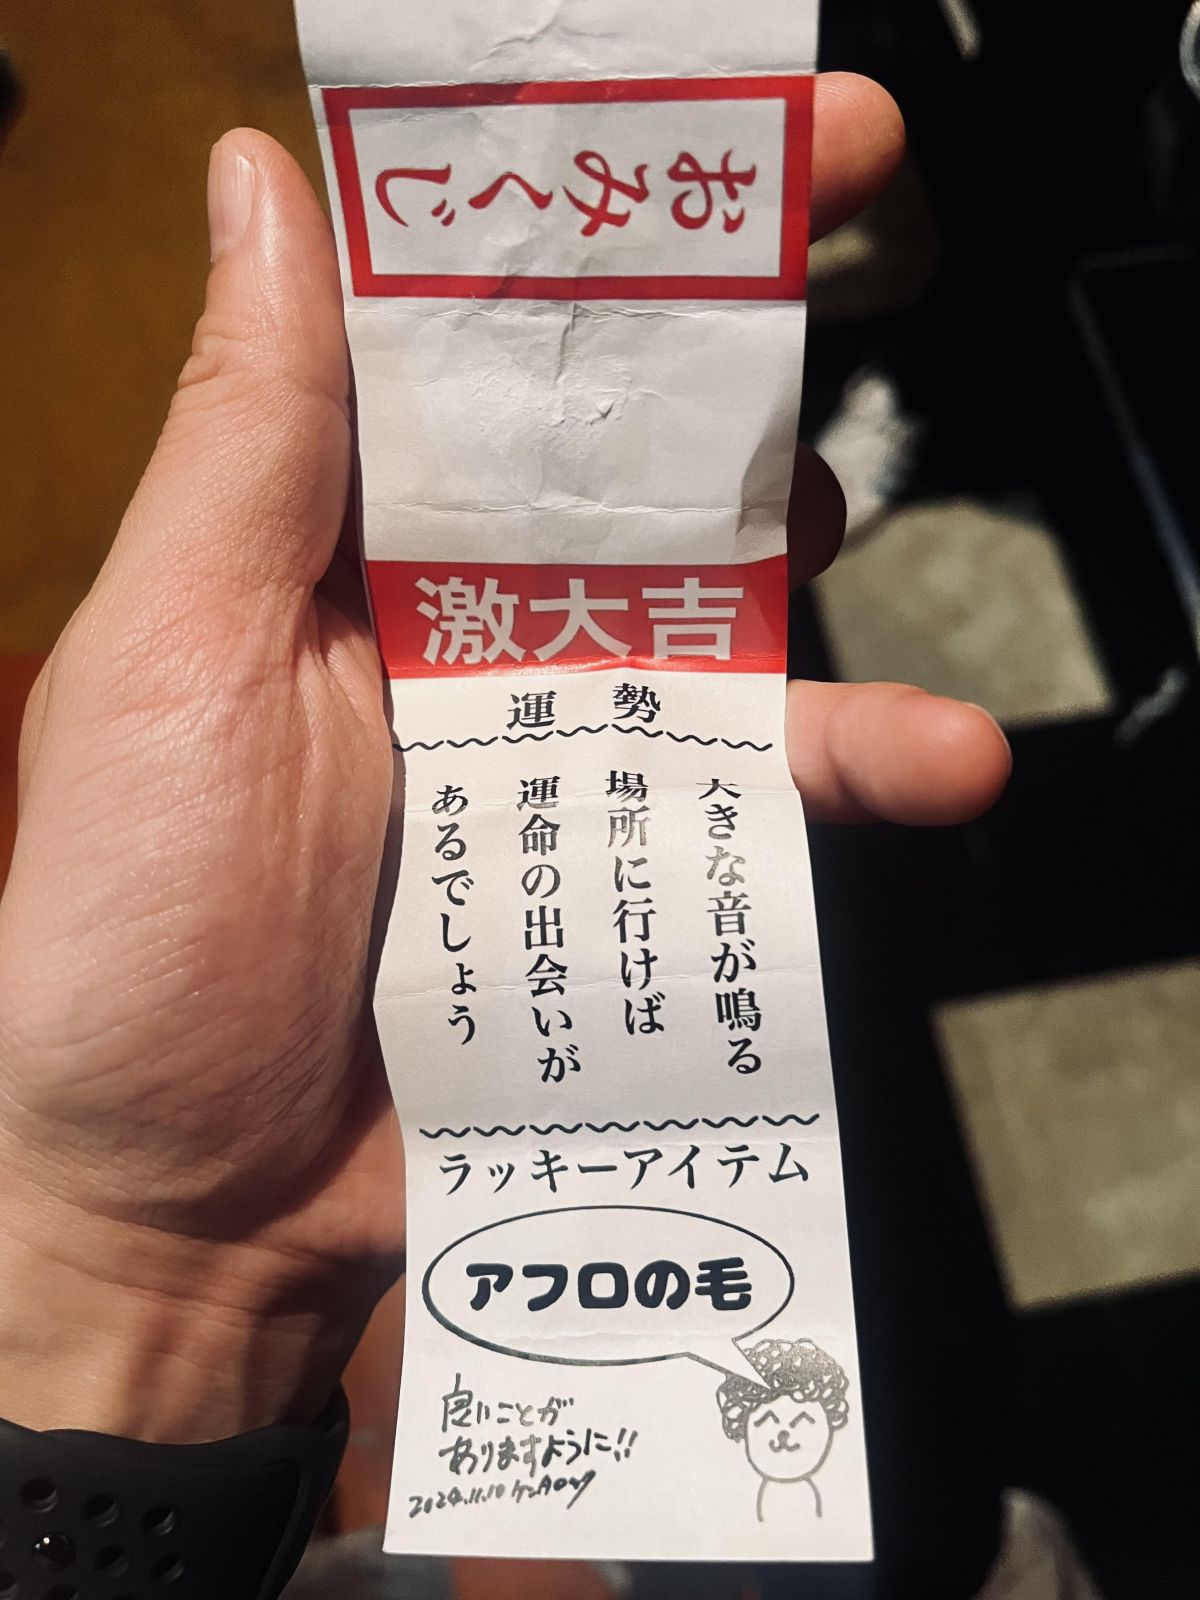 おみくじ
激大吉
運勢
大きな音が鳴る
場所に行けば
運命の出会いが
あるでしょう
ラッキーアイテム
アフロの毛
良いことが
ありますように!!
2024.11.10